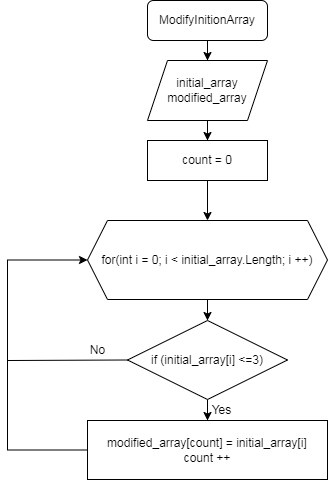 ModifyInitionArray
initial_array
modified_array
count = 0
for(int i = 0; i < initial_array.Length; i ++)
if (initial_array[i] <=3)
No
Yes
modified_array[count] = initial_array[i]
count ++